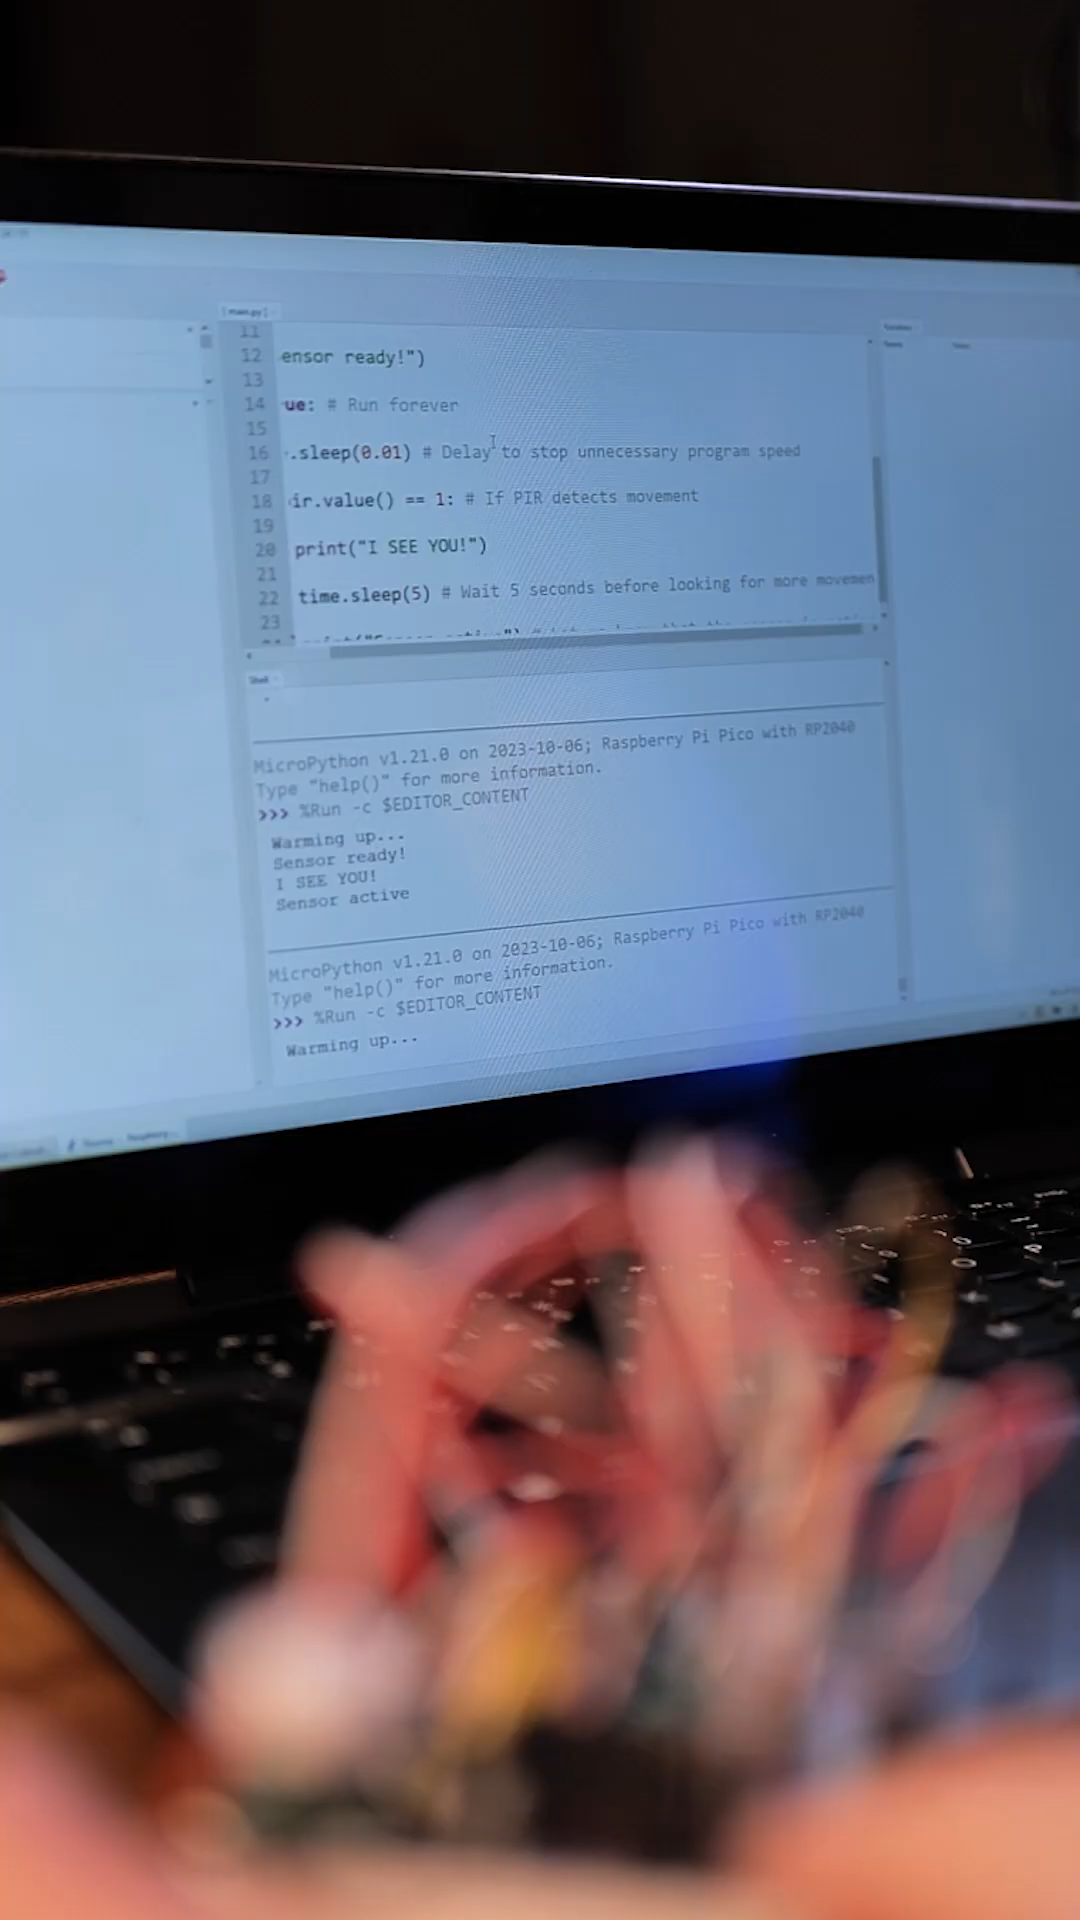 [ main.py ]
11
12 ensor ready!")
13
14 ue: # Run forever
15
16 .sleep(0.01) # Delay to stop unnecessary program speed
17
18 ir.value() == 1: # If PIR detects movement
19
20 print("I SEE YOU!")
21
22 time.sleep(5) # Wait 5 seconds before looking for more movemen
23
Shell
MicroPython v1.21.0 on 2023-10-06; Raspberry Pi Pico with RP2040
Type "help()" for more information.
>>> %Run -c $EDITOR_CONTENT
Warming up...
Sensor ready!
I SEE YOU!
Sensor active
MicroPython v1.21.0 on 2023-10-06; Raspberry Pi Pico with RP2040
Type "help()" for more information.
>>> %Run -c $EDITOR_CONTENT
Warming up...